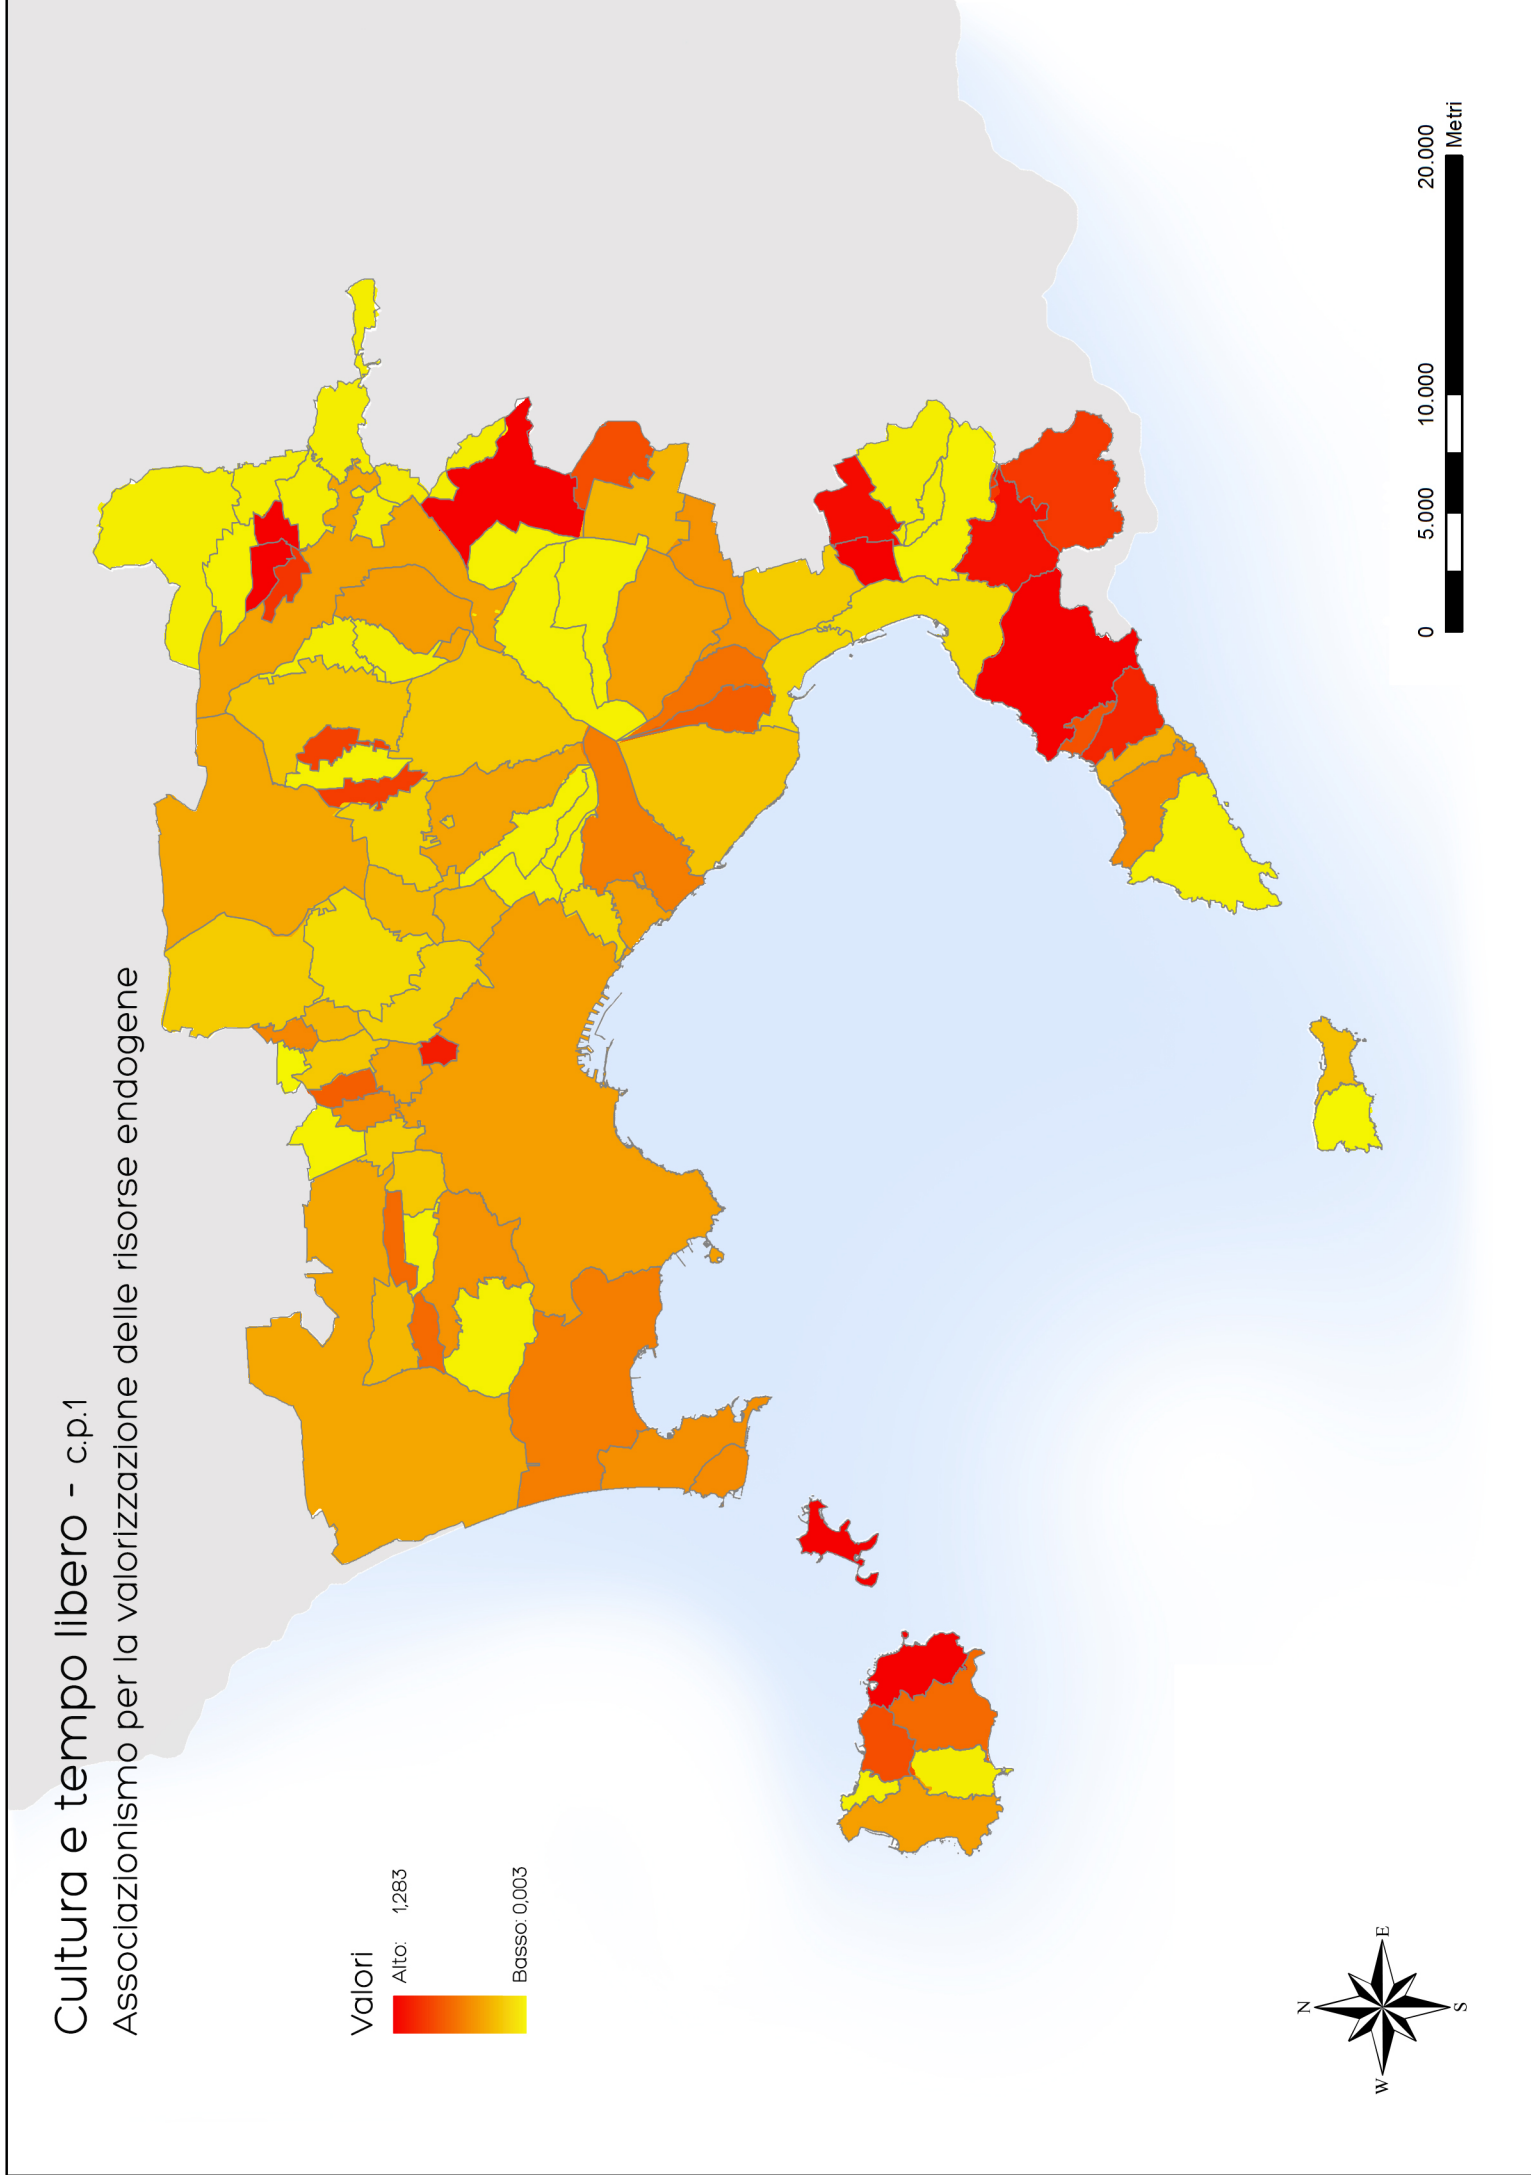 Cultura e tempo libero - c.p.1
Associazionismo per la valorizzazione delle risorse endogene
Valori
Alto: 1,283
Basso: 0,003
N
W
E
S
0 5.000 10.000 20.000
Metri